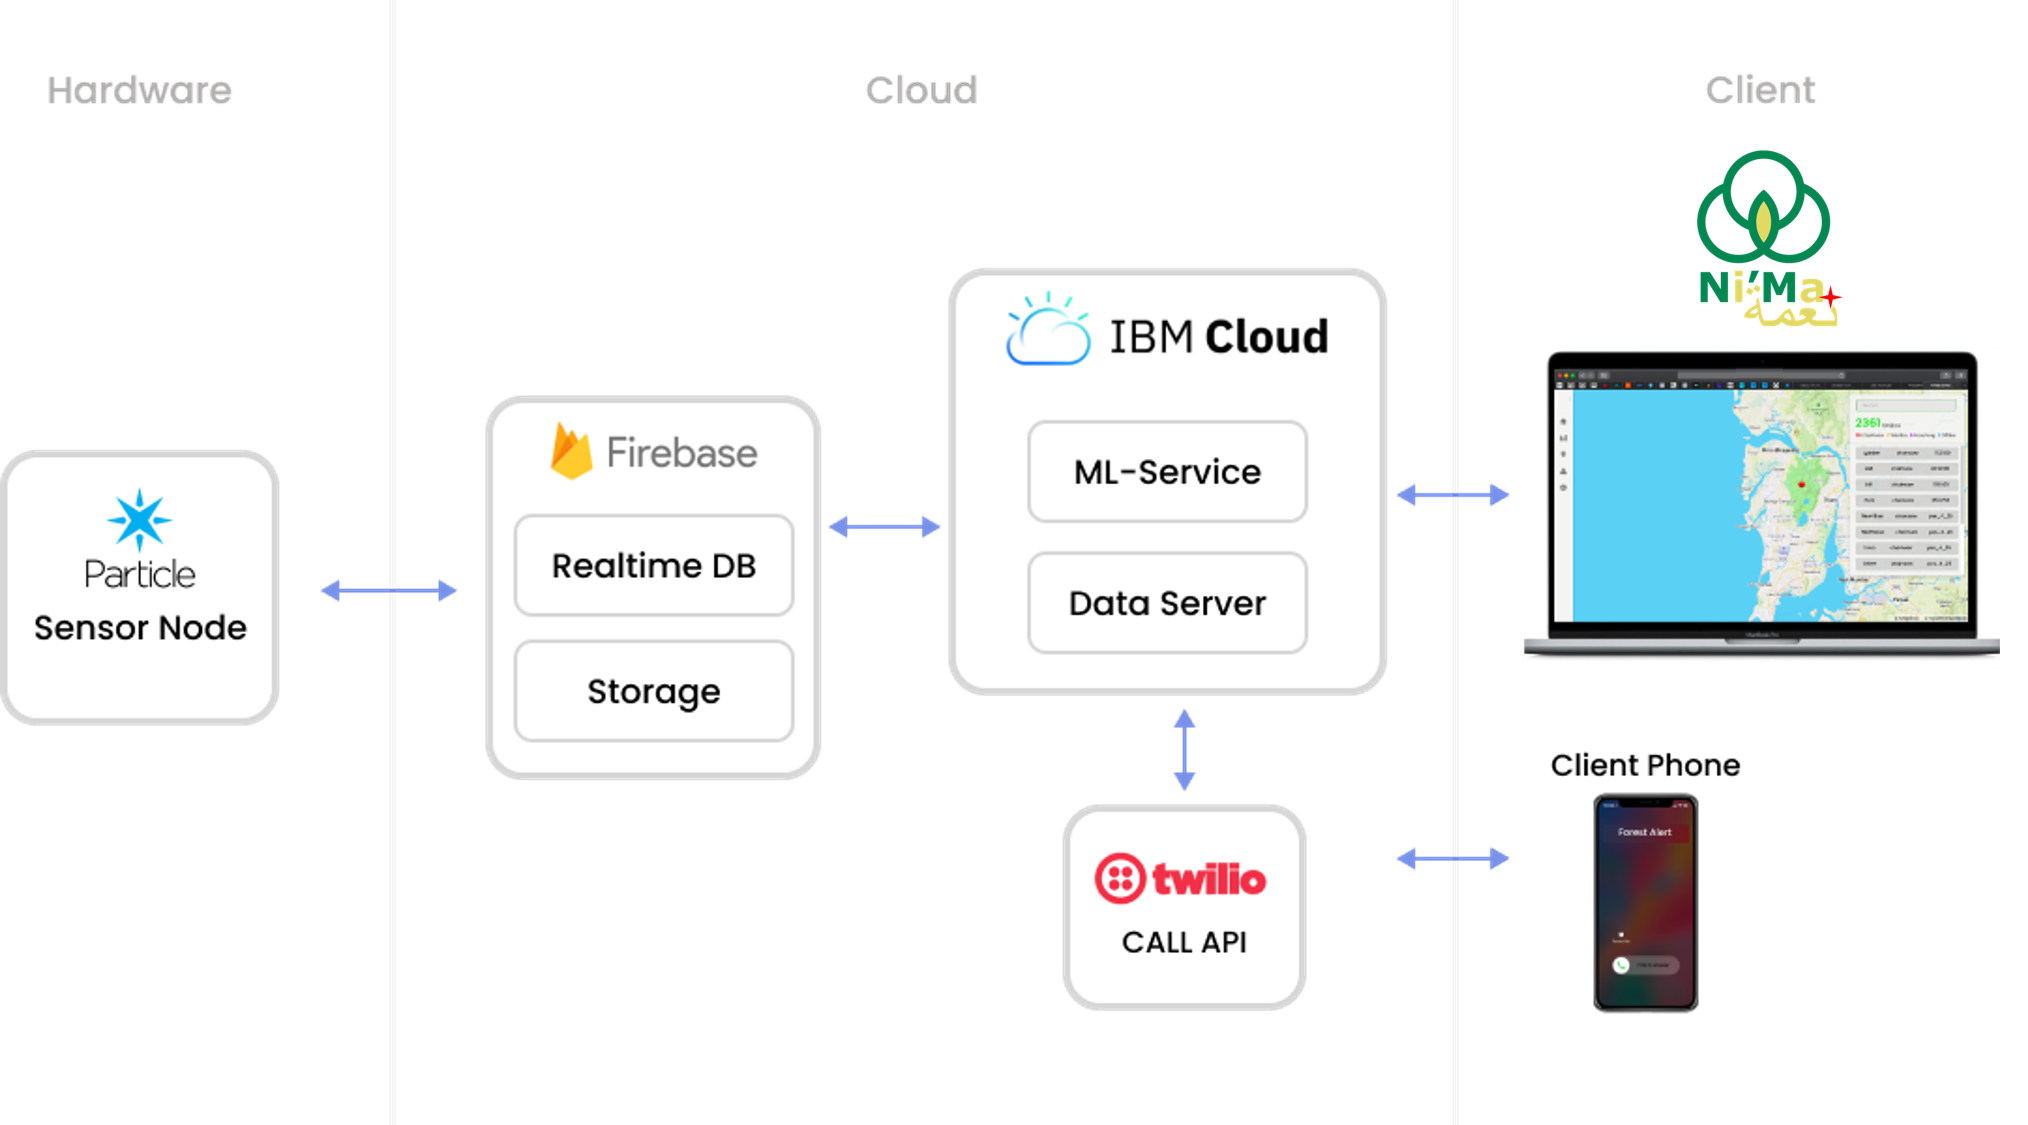 Hardware
Cloud
Client
Particle
Sensor Node
Firebase
Realtime DB
Storage
IBM Cloud
ML-Service
Data Server
twilio
CALL API
Ni'Ma
نعمة
2361
Client Phone
Forest Alert